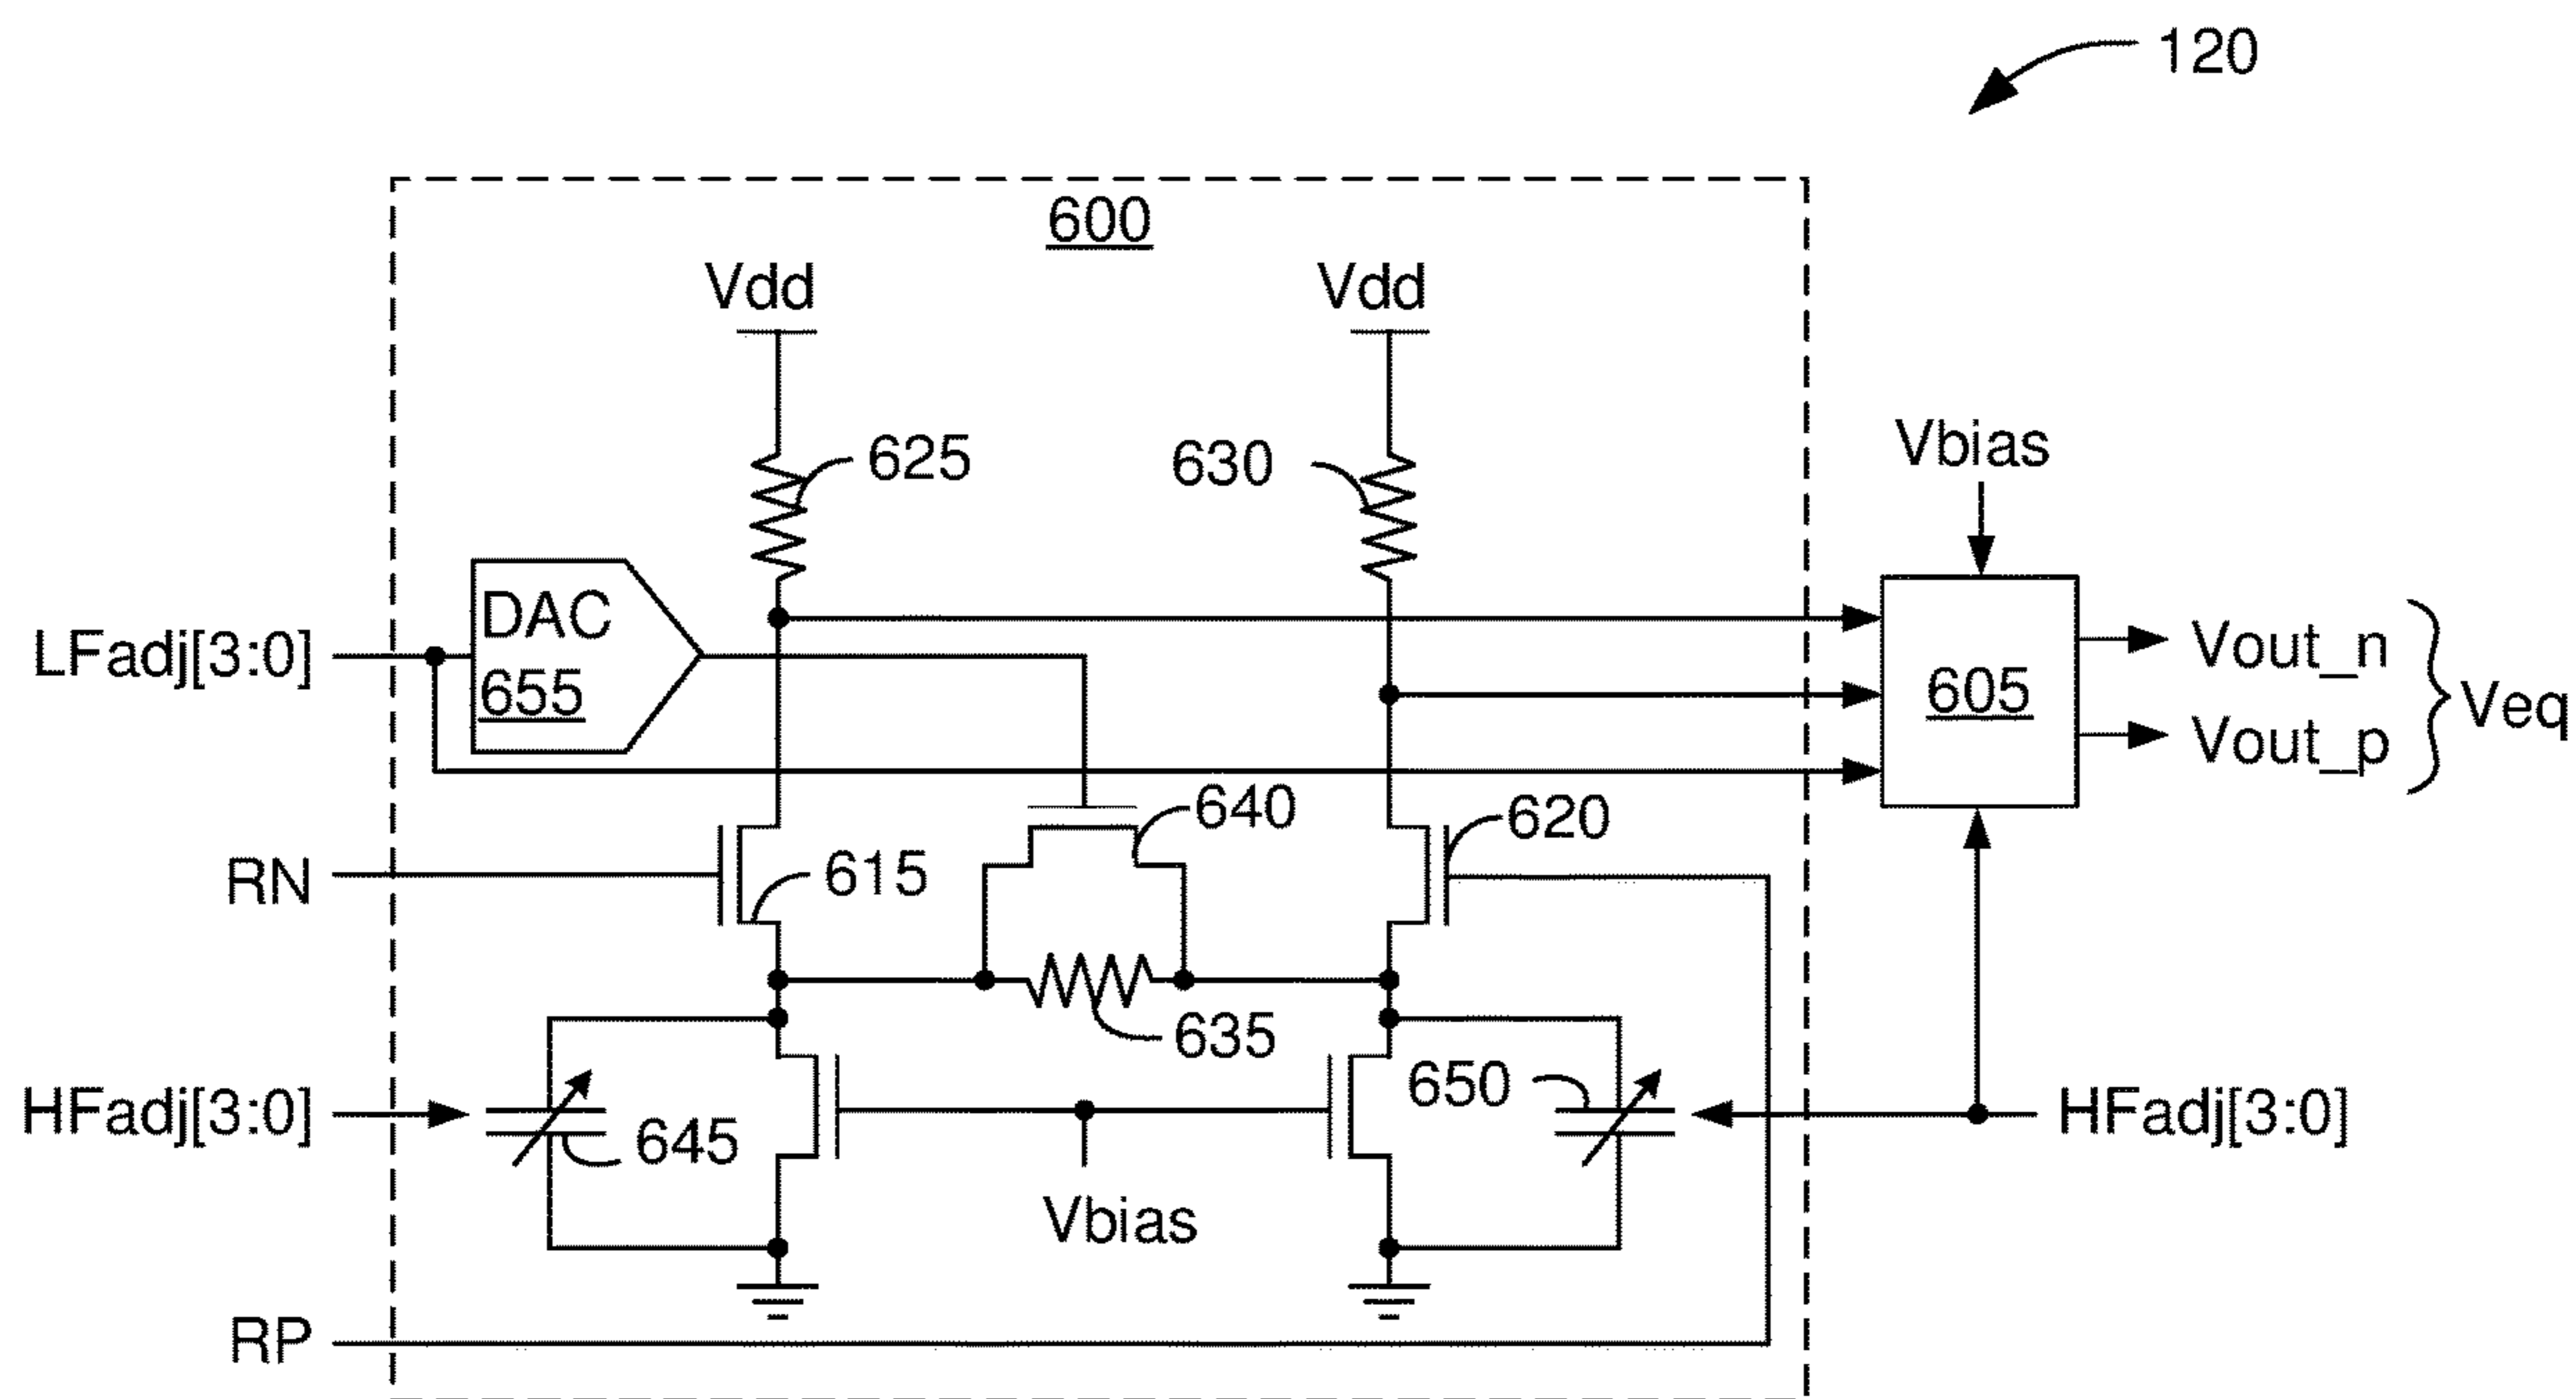 120
600
Vdd
Vdd
625
630
Vbias
DAC
655
LFadj[3:0]
605
Vout_n
Vout_p
Veq
640
620
RN
615
635
HFadj[3:0]
645
650
HFadj[3:0]
Vbias
RP